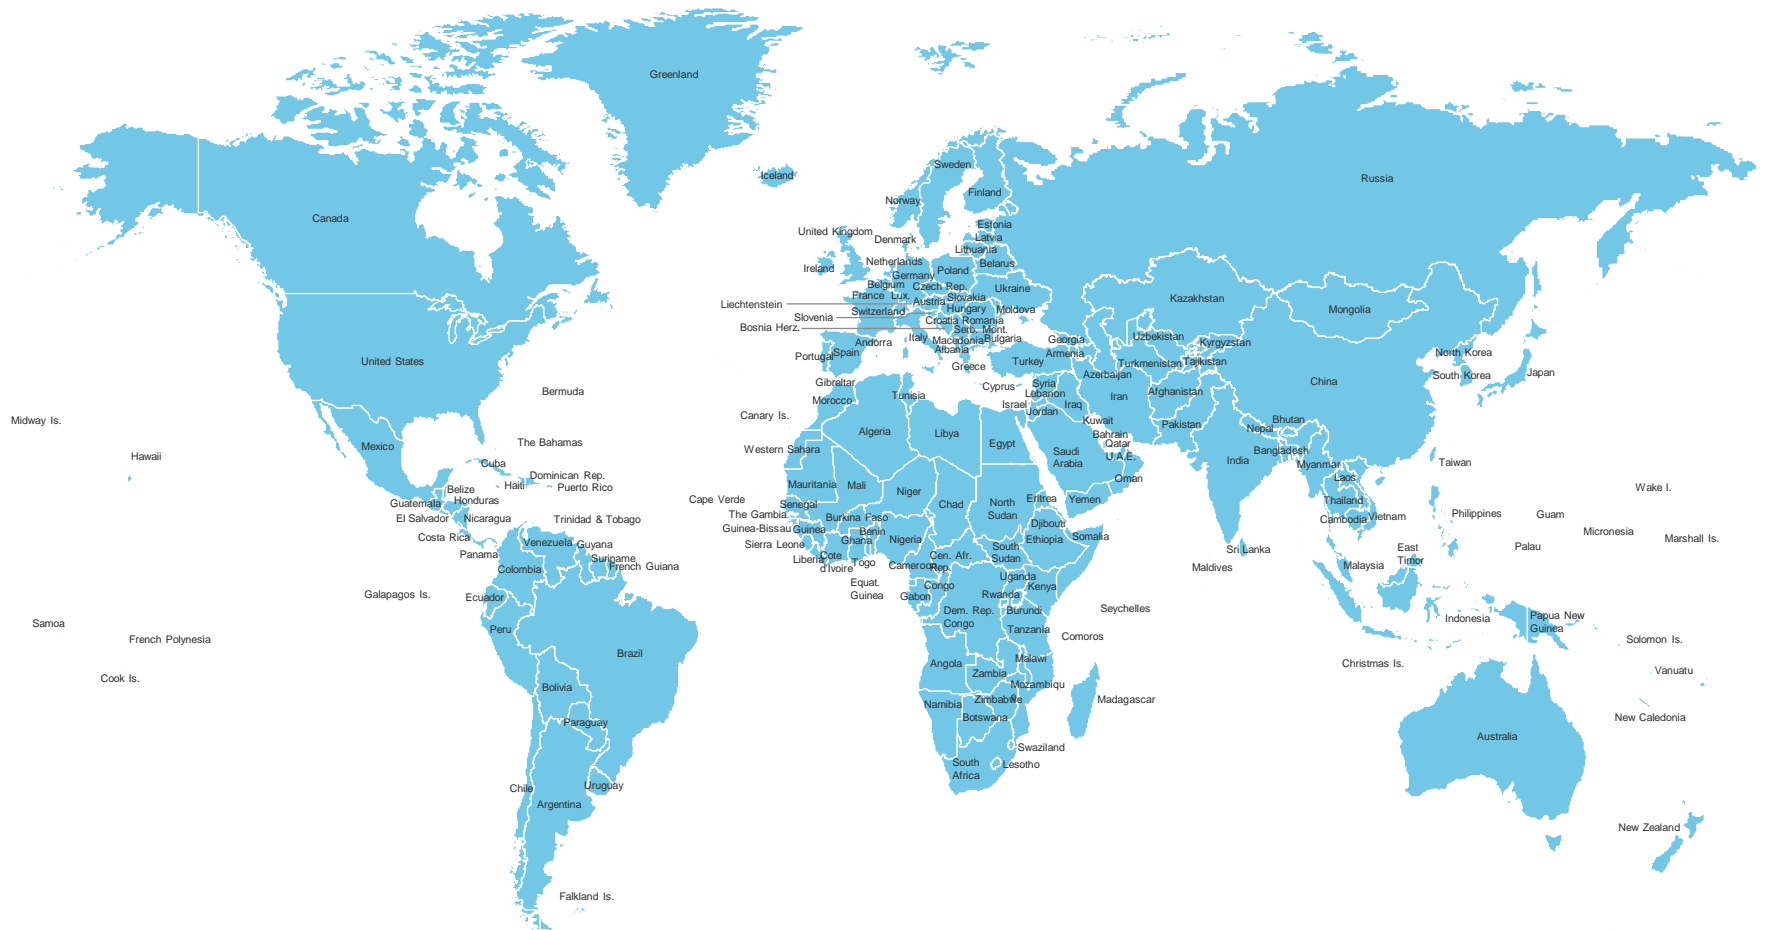 Greenland
Iceland
Sweden
Finland
Norway
Russia
Canada
United Kingdom
Denmark
Estonia
Latvia
Lithuania
Ireland
Netherlands
Germany
Poland
Belarus
Belgium
Czech Rep.
Ukraine
France
Lux.
Liechtenstein
Austria
Slovakia
Switzerland
Hungary
Moldova
Slovenia
Croatia
Romania
Bosnia Herz.
Serb. Mont.
Italy
Macedonia
Bulgaria
Andorra
Albania
Portugal
Spain
Greece
Turkey
Georgia
Armenia
Azerbaijan
Kazakhstan
Mongolia
Uzbekistan
Kyrgyzstan
Turkmenistan
Tajikistan
North Korea
South Korea
Japan
China
United States
Bermuda
Gibraltar
Morocco
Tunisia
Cyprus
Syria
Lebanon
Israel
Jordan
Iraq
Iran
Afghanistan
Kuwait
Pakistan
Bhutan
Nepal
Midway Is.
Hawaii
Mexico
The Bahamas
Cuba
Canary Is.
Western Sahara
Algeria
Libya
Egypt
Saudi
Arabia
Bahrain
Qatar
U.A.E.
Oman
India
Bangladesh
Myanmar
Laos
Taiwan
Belize
Haiti
Dominican Rep.
Puerto Rico
Guatemala
Honduras
El Salvador
Nicaragua
Costa Rica
Panama
Trinidad & Tobago
Cape Verde
Mauritania
Mali
Niger
Chad
North
Sudan
Eritrea
Yemen
Thailand
Vietnam
Cambodia
Philippines
Guam
Wake I.
Micronesia
Marshall Is.
Palau
The Gambia
Senegal
Guinea-Bissau
Guinea
Burkina Faso
Benin
Ghana
Nigeria
Sierra Leone
Liberia
Cote
d'Ivoire
Togo
Cameroon
Cen. Afr.
Rep.
South
Sudan
Djibouti
Ethiopia
Somalia
Sri Lanka
Maldives
Malaysia
East
Timor
Venezuela
Guyana
Suriname
French Guiana
Colombia
Galapagos Is.
Ecuador
Peru
Equat.
Guinea
Gabon
Congo
Uganda
Kenya
Rwanda
Burundi
Dem. Rep.
Congo
Tanzania
Seychelles
Comoros
Indonesia
Papua New
Guinea
Solomon Is.
Samoa
French Polynesia
Cook Is.
Brazil
Bolivia
Paraguay
Angola
Zambia
Malawi
Mozambiqu
e
Zimbabwe
Namibia
Botswana
Madagascar
Christmas Is.
Vanuatu
New Caledonia
Australia
Swaziland
Lesotho
South
Africa
Chile
Uruguay
Argentina
New Zealand
Falkland Is.